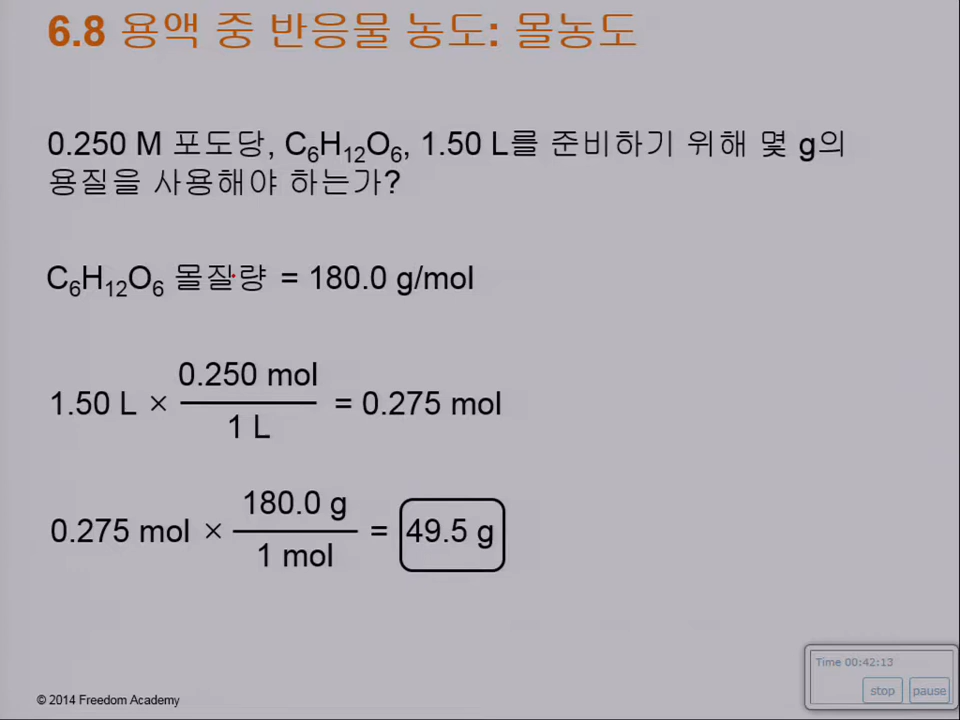 6.8 용액 중 반응물 농도: 몰농도
0.250 M 포도당, C₆H₁₂O₆, 1.50 L를 준비하기 위해 몇 g의
용질을 사용해야 하는가?
C₆H₁₂O₆ 몰질량 = 180.0 g/mol
0.250 mol
1.50 L × = 0.275 mol
1 L
180.0 g
0.275 mol × = 49.5 g
1 mol
Time 00:42:13
stop pause
© 2014 Freedom Academy